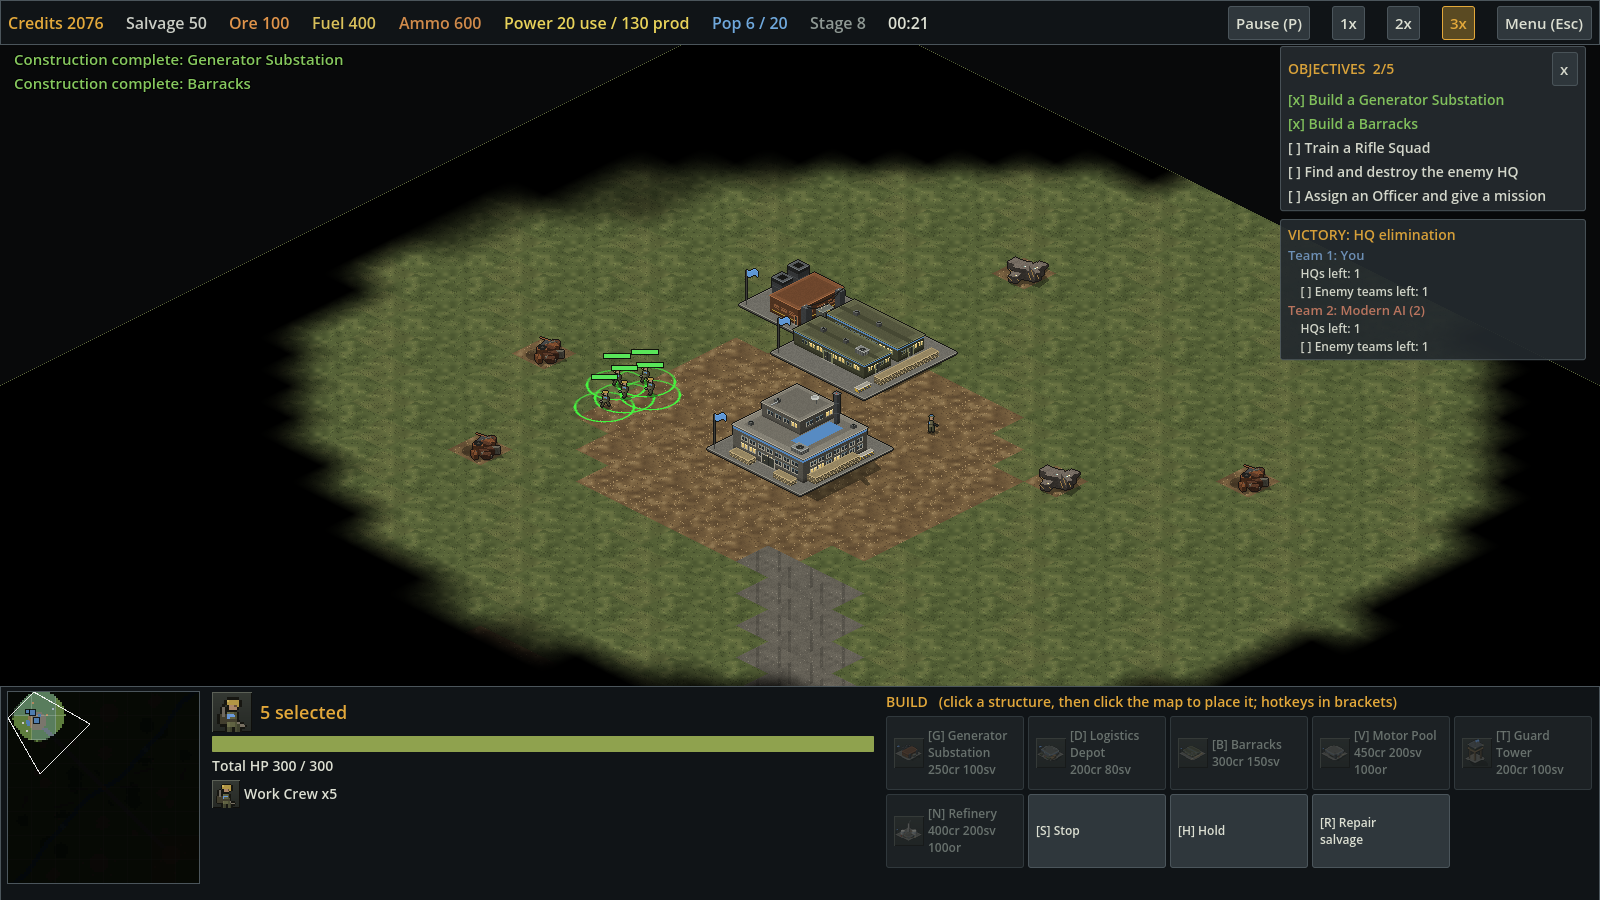 Credits 2076 Salvage 50 Ore 100 Fuel 400 Ammo 600 Power 20 use / 130 prod Pop 6 / 20 Stage 8 00:21 Pause (P) 1x 2x 3x Menu (Esc)
Construction complete: Generator Substation
Construction complete: Barracks
OBJECTIVES 2/5 x
[x] Build a Generator Substation
[x] Build a Barracks
[ ] Train a Rifle Squad
[ ] Find and destroy the enemy HQ
[ ] Assign an Officer and give a mission
VICTORY: HQ elimination
Team 1: You
HQs left: 1
[ ] Enemy teams left: 1
Team 2: Modern AI (2)
HQs left: 1
[ ] Enemy teams left: 1
5 selected
Total HP 300 / 300
Work Crew x5
BUILD (click a structure, then click the map to place it; hotkeys in brackets)
[G] Generator
Substation
250cr 100sv
[D] Logistics
Depot
200cr 80sv
[B] Barracks
300cr 150sv
[V] Motor Pool
450cr 200sv
100or
[T] Guard
Tower
200cr 100sv
[N] Refinery
400cr 200sv
100or
[S] Stop
[H] Hold
[R] Repair
salvage